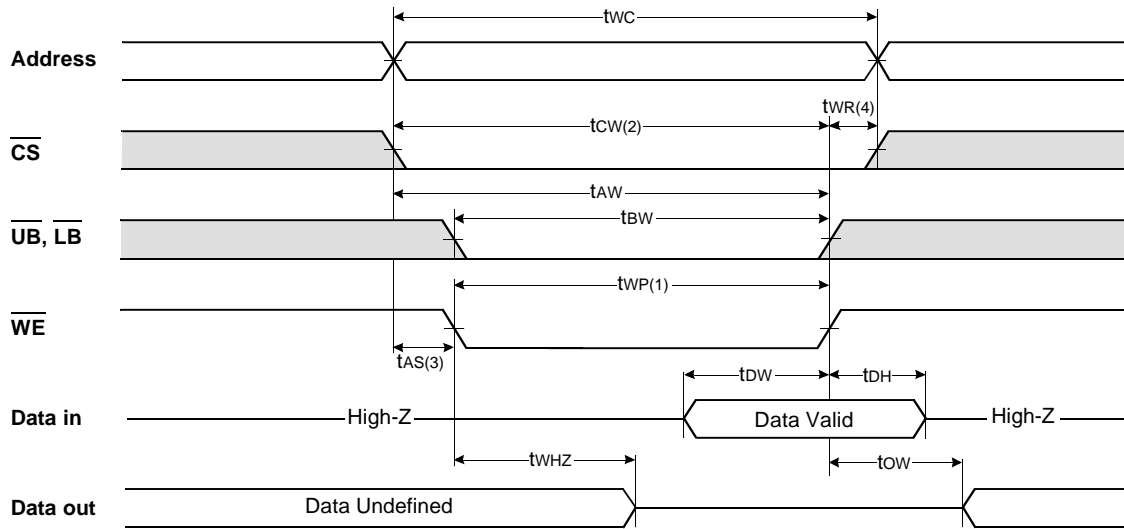 tWC
Address
tWR(4)
tCW(2)
CS
tAW
tBW
UB, LB
tWP(1)
WE
tAS(3)
tDW
tDH
Data in
High-Z
Data Valid
High-Z
tWHZ
tOW
Data out
Data Undefined